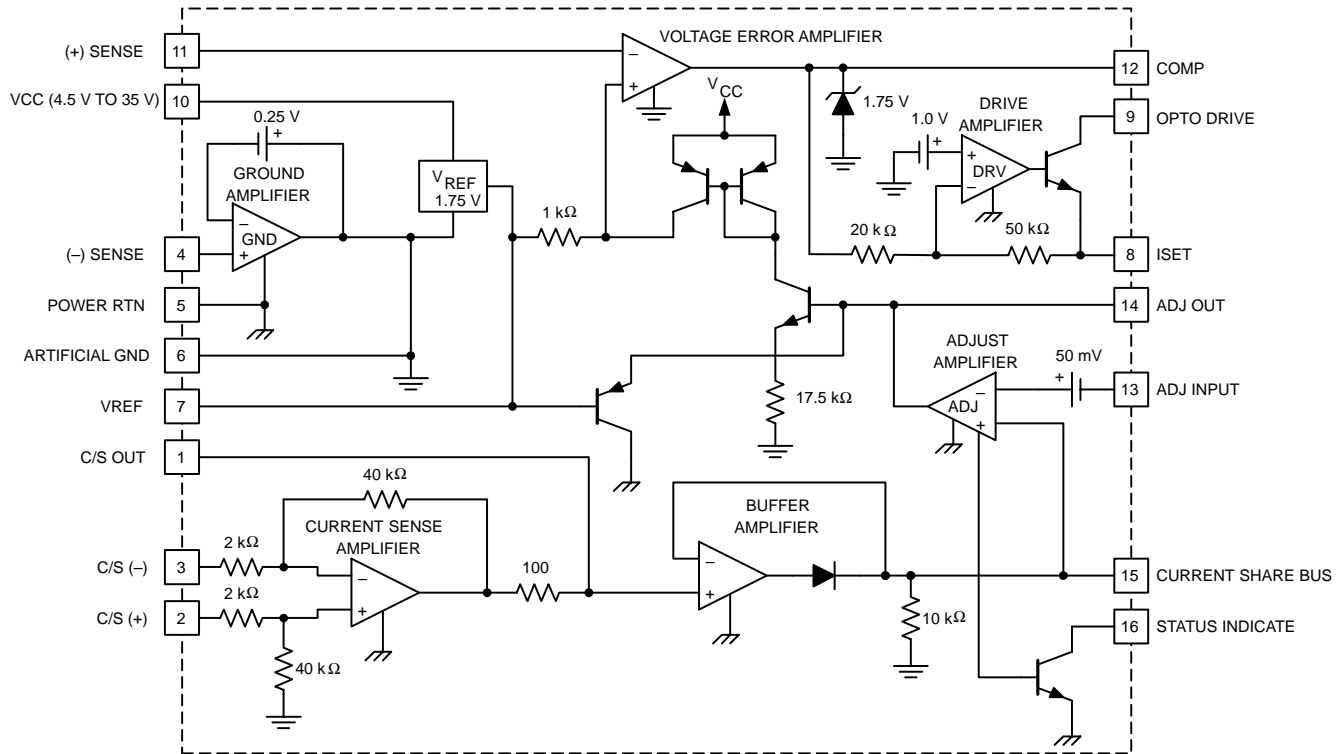 (+) SENSE
11
VCC (4.5 V TO 35 V)
10
0.25 V
+
GROUND
AMPLIFIER
−
GND
+
(–) SENSE
4
POWER RTN
5
ARTIFICIAL GND
6
VREF
7
C/S OUT
1
VREF
1.75 V
1 kΩ
VOLTAGE ERROR AMPLIFIER
−
+
VCC
1.75 V
12
COMP
DRIVE
AMPLIFIER
1.0 V
+
+
DRV
−
9
OPTO DRIVE
20 kΩ
50 kΩ
8
ISET
14
ADJ OUT
ADJUST
AMPLIFIER
50 mV
+
−
ADJ
+
13
ADJ INPUT
17.5 kΩ
40 kΩ
CURRENT SENSE
AMPLIFIER
2 kΩ
C/S (–)
3
−
2 kΩ
+
C/S (+)
2
40 kΩ
100
BUFFER
AMPLIFIER
−
+
10 kΩ
15
CURRENT SHARE BUS
16
STATUS INDICATE